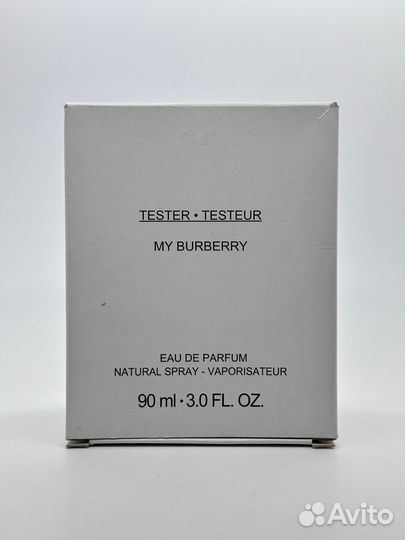 TESTER • TESTEUR
MY BURBERRY
EAU DE PARFUM
NATURAL SPRAY - VAPORISATEUR
90 ml • 3.0 FL. OZ.
Avito